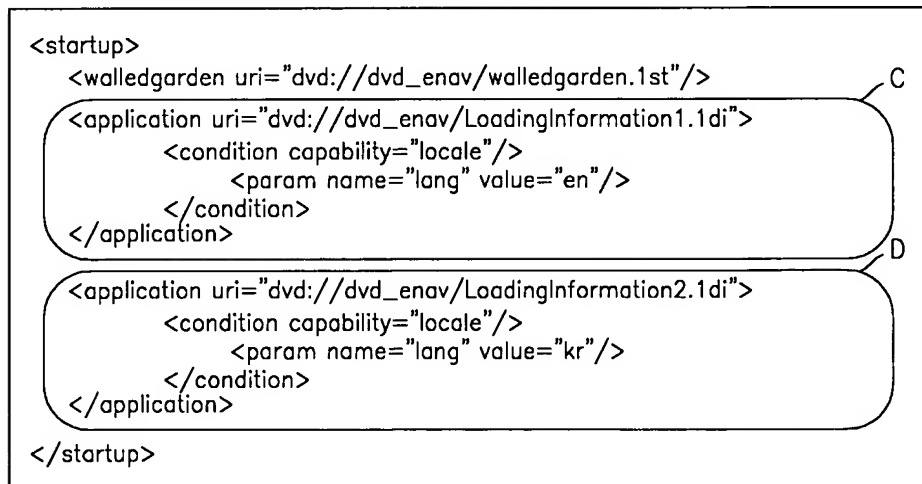 <startup>
<walledgarden uri="dvd://dvd_enav/walledgarden.1st"/>
C
<application uri="dvd://dvd_enav/LoadingInformation1.1di">
<condition capability="locale"/>
<param name="lang" value="en"/>
</condition>
</application>
D
<application uri="dvd://dvd_enav/LoadingInformation2.1di">
<condition capability="locale"/>
<param name="lang" value="kr"/>
</condition>
</application>
</startup>